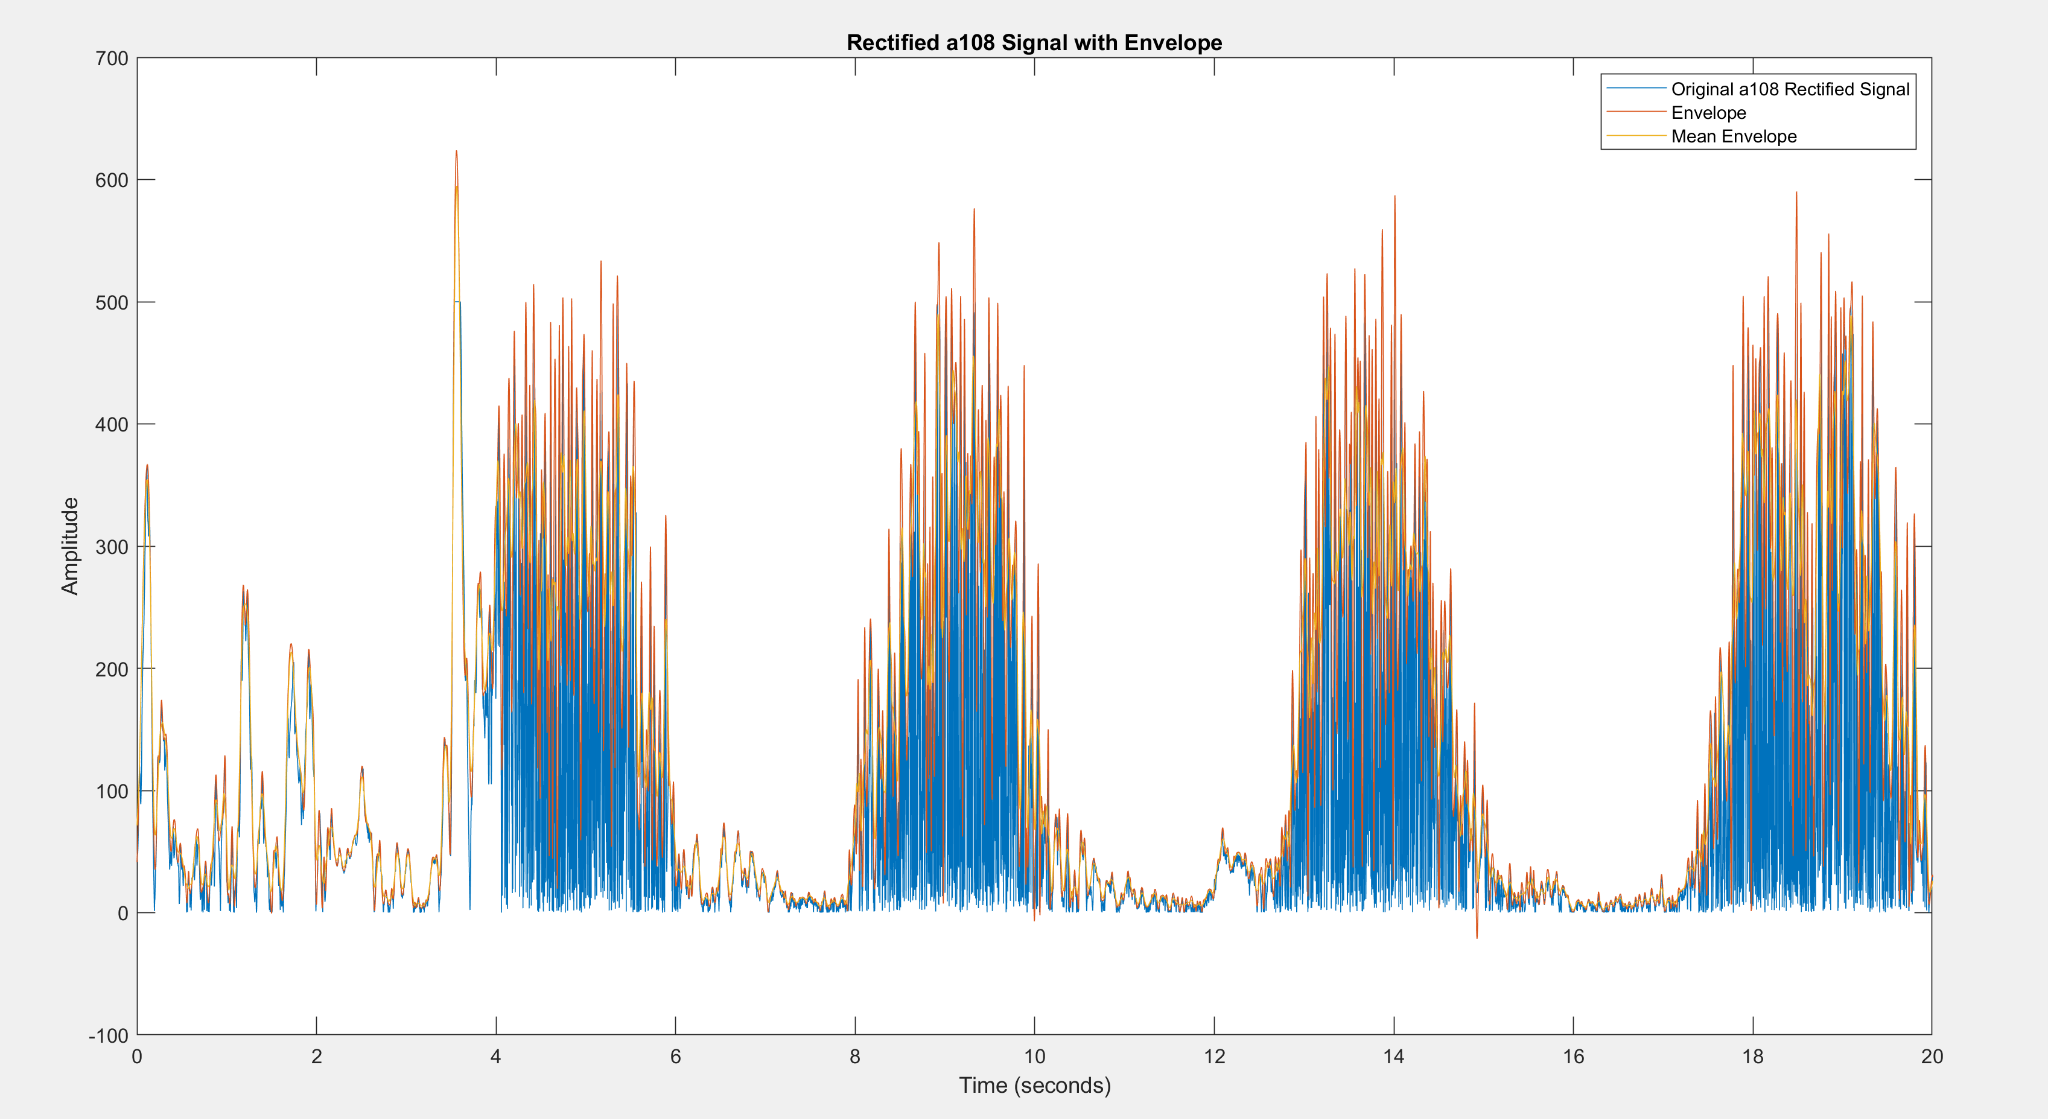 Rectified a108 Signal with Envelope
Original a108 Rectified Signal
Envelope
Mean Envelope
700
600
500
400
300
200
100
0
-100
Amplitude
0 2 4 6 8 10 12 14 16 18 20
Time (seconds)